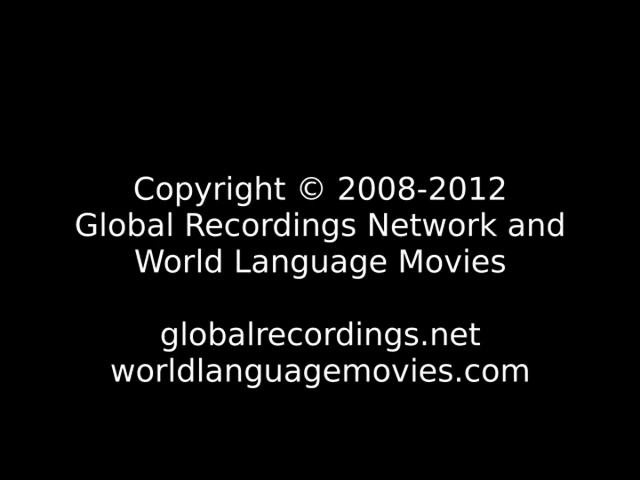 Copyright © 2008-2012
Global Recordings Network and
World Language Movies
globalrecordings.net
worldlanguagemovies.com